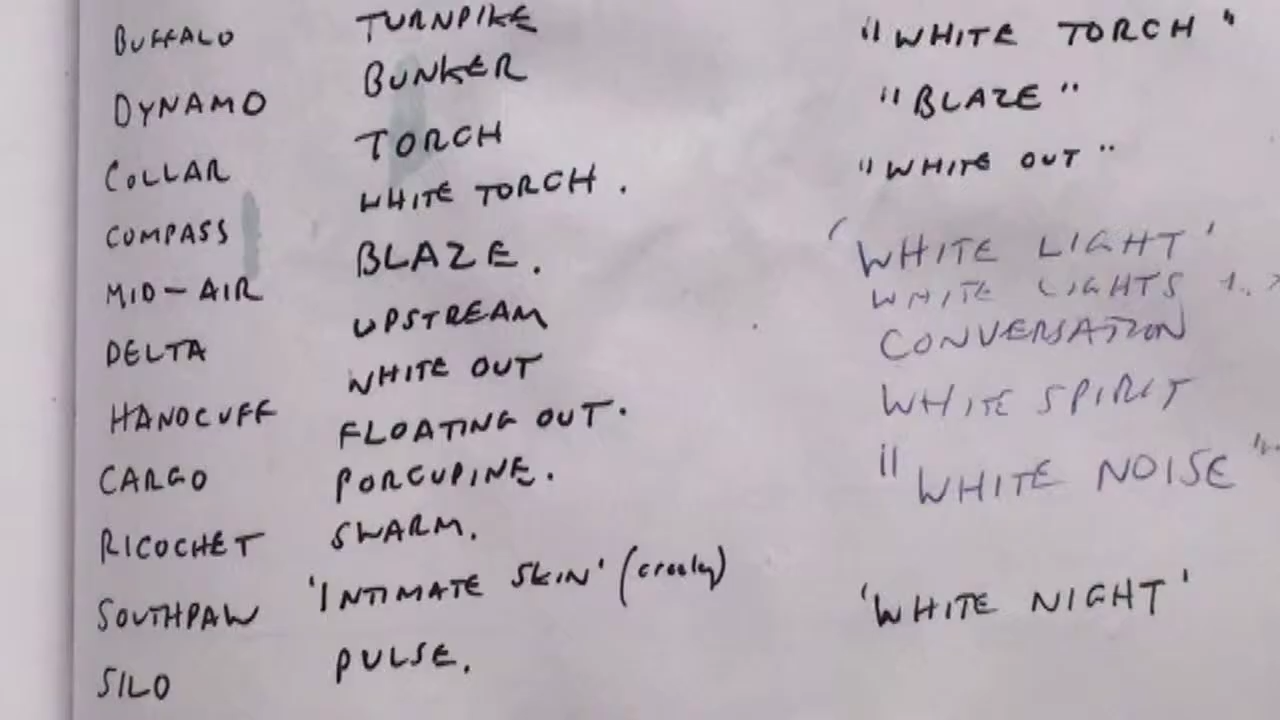 BUFFALO
DYNAMO
COLLAR
COMPASS
MID-AIR
DELTA
HANDCUFF
CARGO
RICOCHET
SOUTHPAW
SILO
TURNPIKE
BUNKER
TORCH
WHITE TORCH.
BLAZE.
UPSTREAM
WHITE OUT
FLOATING OUT.
PORCUPINE.
SWARM.
'INTIMATE SKIN'
PULSE.
"WHITE TORCH"
"BLAZE"
"WHITE OUT"
'WHITE LIGHT'
WHITE LIGHTS
CONVERSATION
WHITE SPIRIT
"WHITE NOISE"
'WHITE NIGHT'